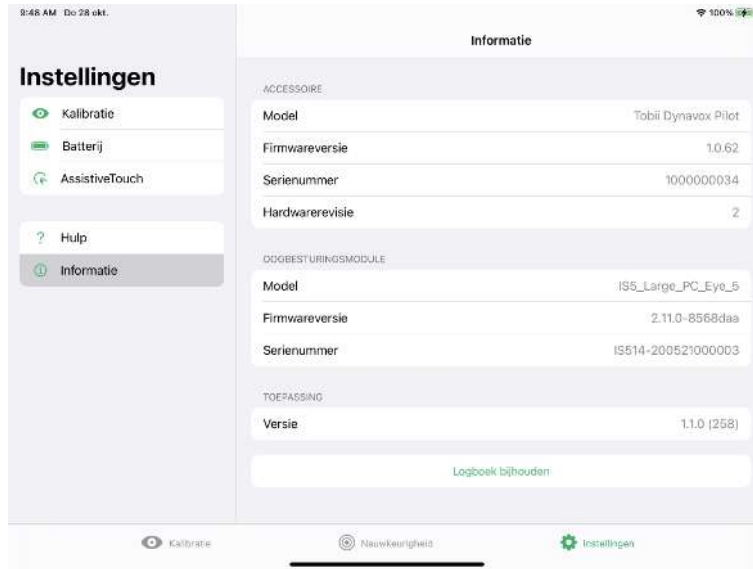 9:48 AM Do 28 okt.
100%
Informatie
Instellingen
Kalibratie
Batterij
AssistiveTouch
Hulp
Informatie
ACCESSOIRE
Model Tobii Dynavox Pilot
Firmwareversie 1.0.62
Serienummer 1000000034
Hardwarerevisie 2
OOGBESTURINGSMODULE
Model IS5_Large_PC_Eye_5
Firmwareversie 2.11.0-8568daa
Serienummer IS514-200521000003
TOEPASSING
Versie 1.1.0 (258)
Logboek bijhouden
Kalibratie Nauwkeurigheid Instellingen